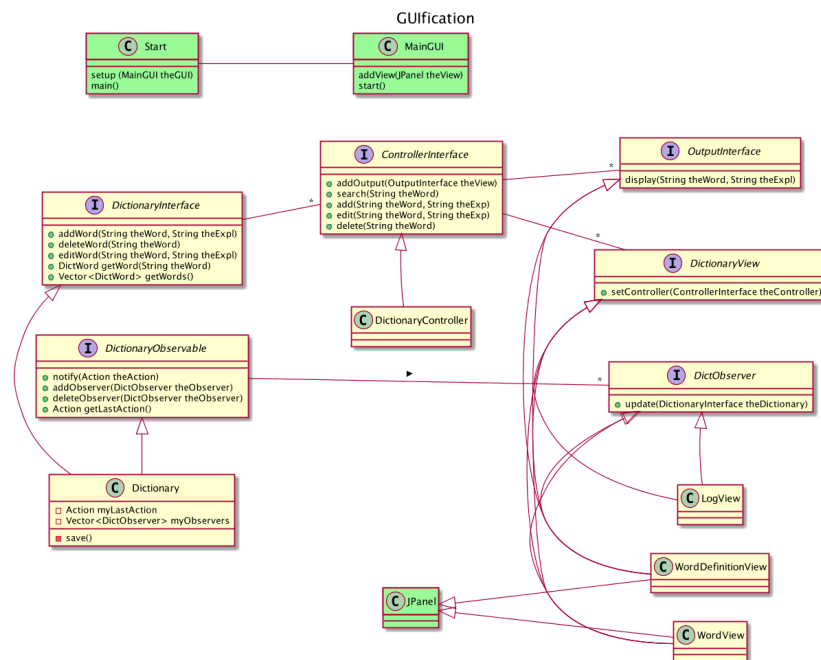 GUIfication
C Start
setup (MainGUI theGUI)
main()
C MainGUI
addView(JPanel theView)
start()
I ControllerInterface
addOutput(OutputInterface theView)
search(String theWord)
add(String theWord, String theExp)
edit(String theWord, String theExp)
delete(String theWord)
I OutputInterface
display(String theWord, String theExpl)
I DictionaryInterface
addWord(String theWord, String theExpl)
deleteWord(String theWord)
editWord(String theWord, String theExpl)
DictWord getWord(String theWord)
Vector<DictWord> getWords()
*
*
*
I DictionaryView
setController(ControllerInterface theController)
C DictionaryController
I DictionaryObservable
notify(Action theAction)
addObserver(DictObserver theObserver)
deleteObserver(DictObserver theObserver)
Action getLastAction()
*
I DictObserver
update(DictionaryInterface theDictionary)
C Dictionary
Action myLastAction
Vector<DictObserver> myObservers
save()
C LogView
C WordDefinitionView
C JPanel
C WordView